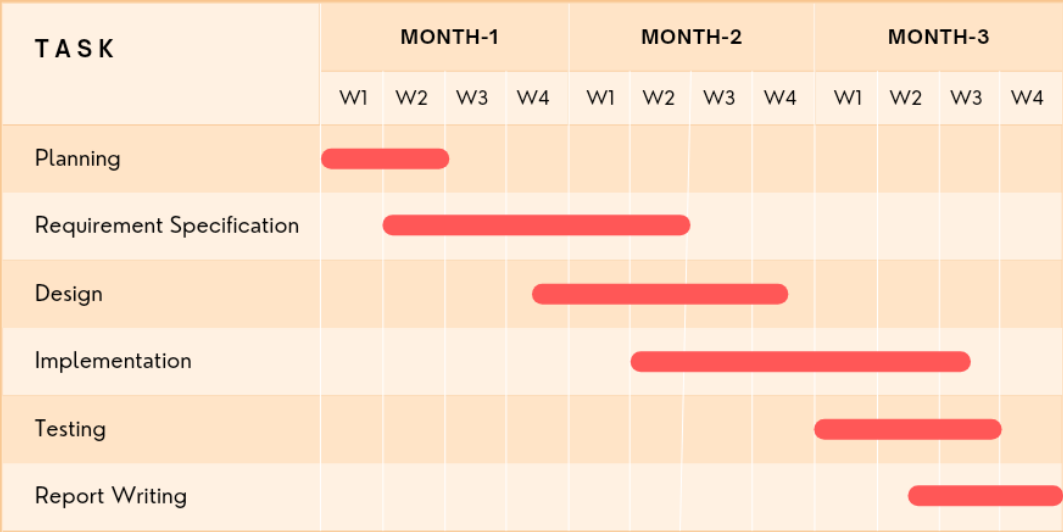 TASK
MONTH-1 MONTH-2 MONTH-3
W1 W2 W3 W4 W1 W2 W3 W4 W1 W2 W3 W4
Planning
Requirement Specification
Design
Implementation
Testing
Report Writing